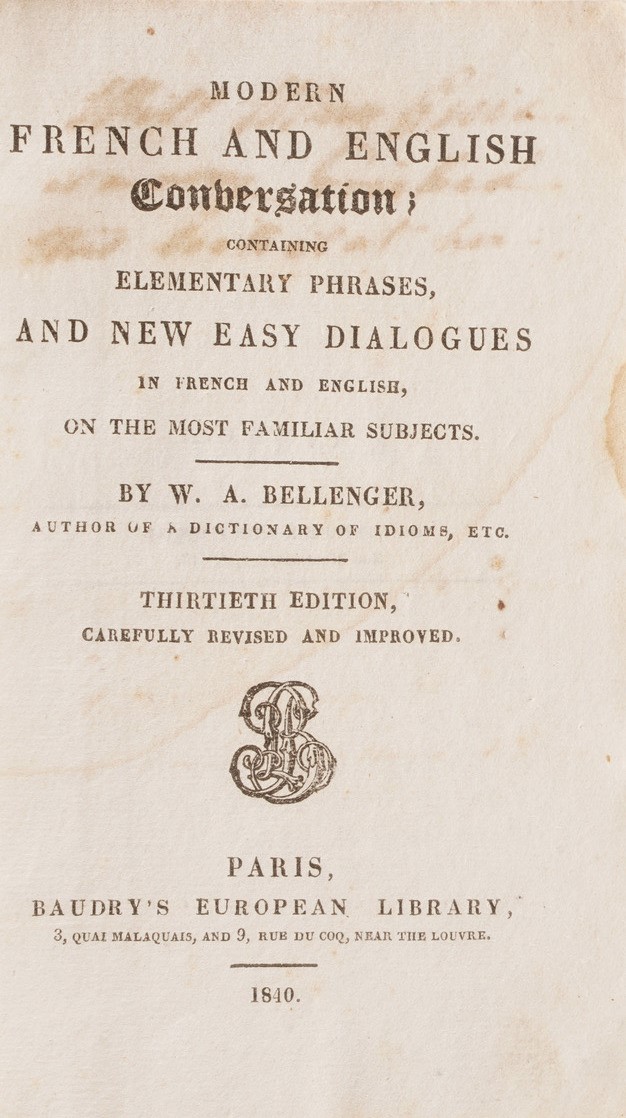 MODERN
FRENCH AND ENGLISH
Conversation;
CONTAINING
ELEMENTARY PHRASES,
AND NEW EASY DIALOGUES
IN FRENCH AND ENGLISH,
ON THE MOST FAMILIAR SUBJECTS.
BY W. A. BELLENGER,
AUTHOR OF A DICTIONARY OF IDIOMS, ETC.
THIRTIETH EDITION,
CAREFULLY REVISED AND IMPROVED.
PARIS,
BAUDRY'S EUROPEAN LIBRARY,
3, QUAI MALAQUAIS, AND 9, RUE DU COQ, NEAR THE LOUVRE.
1840.